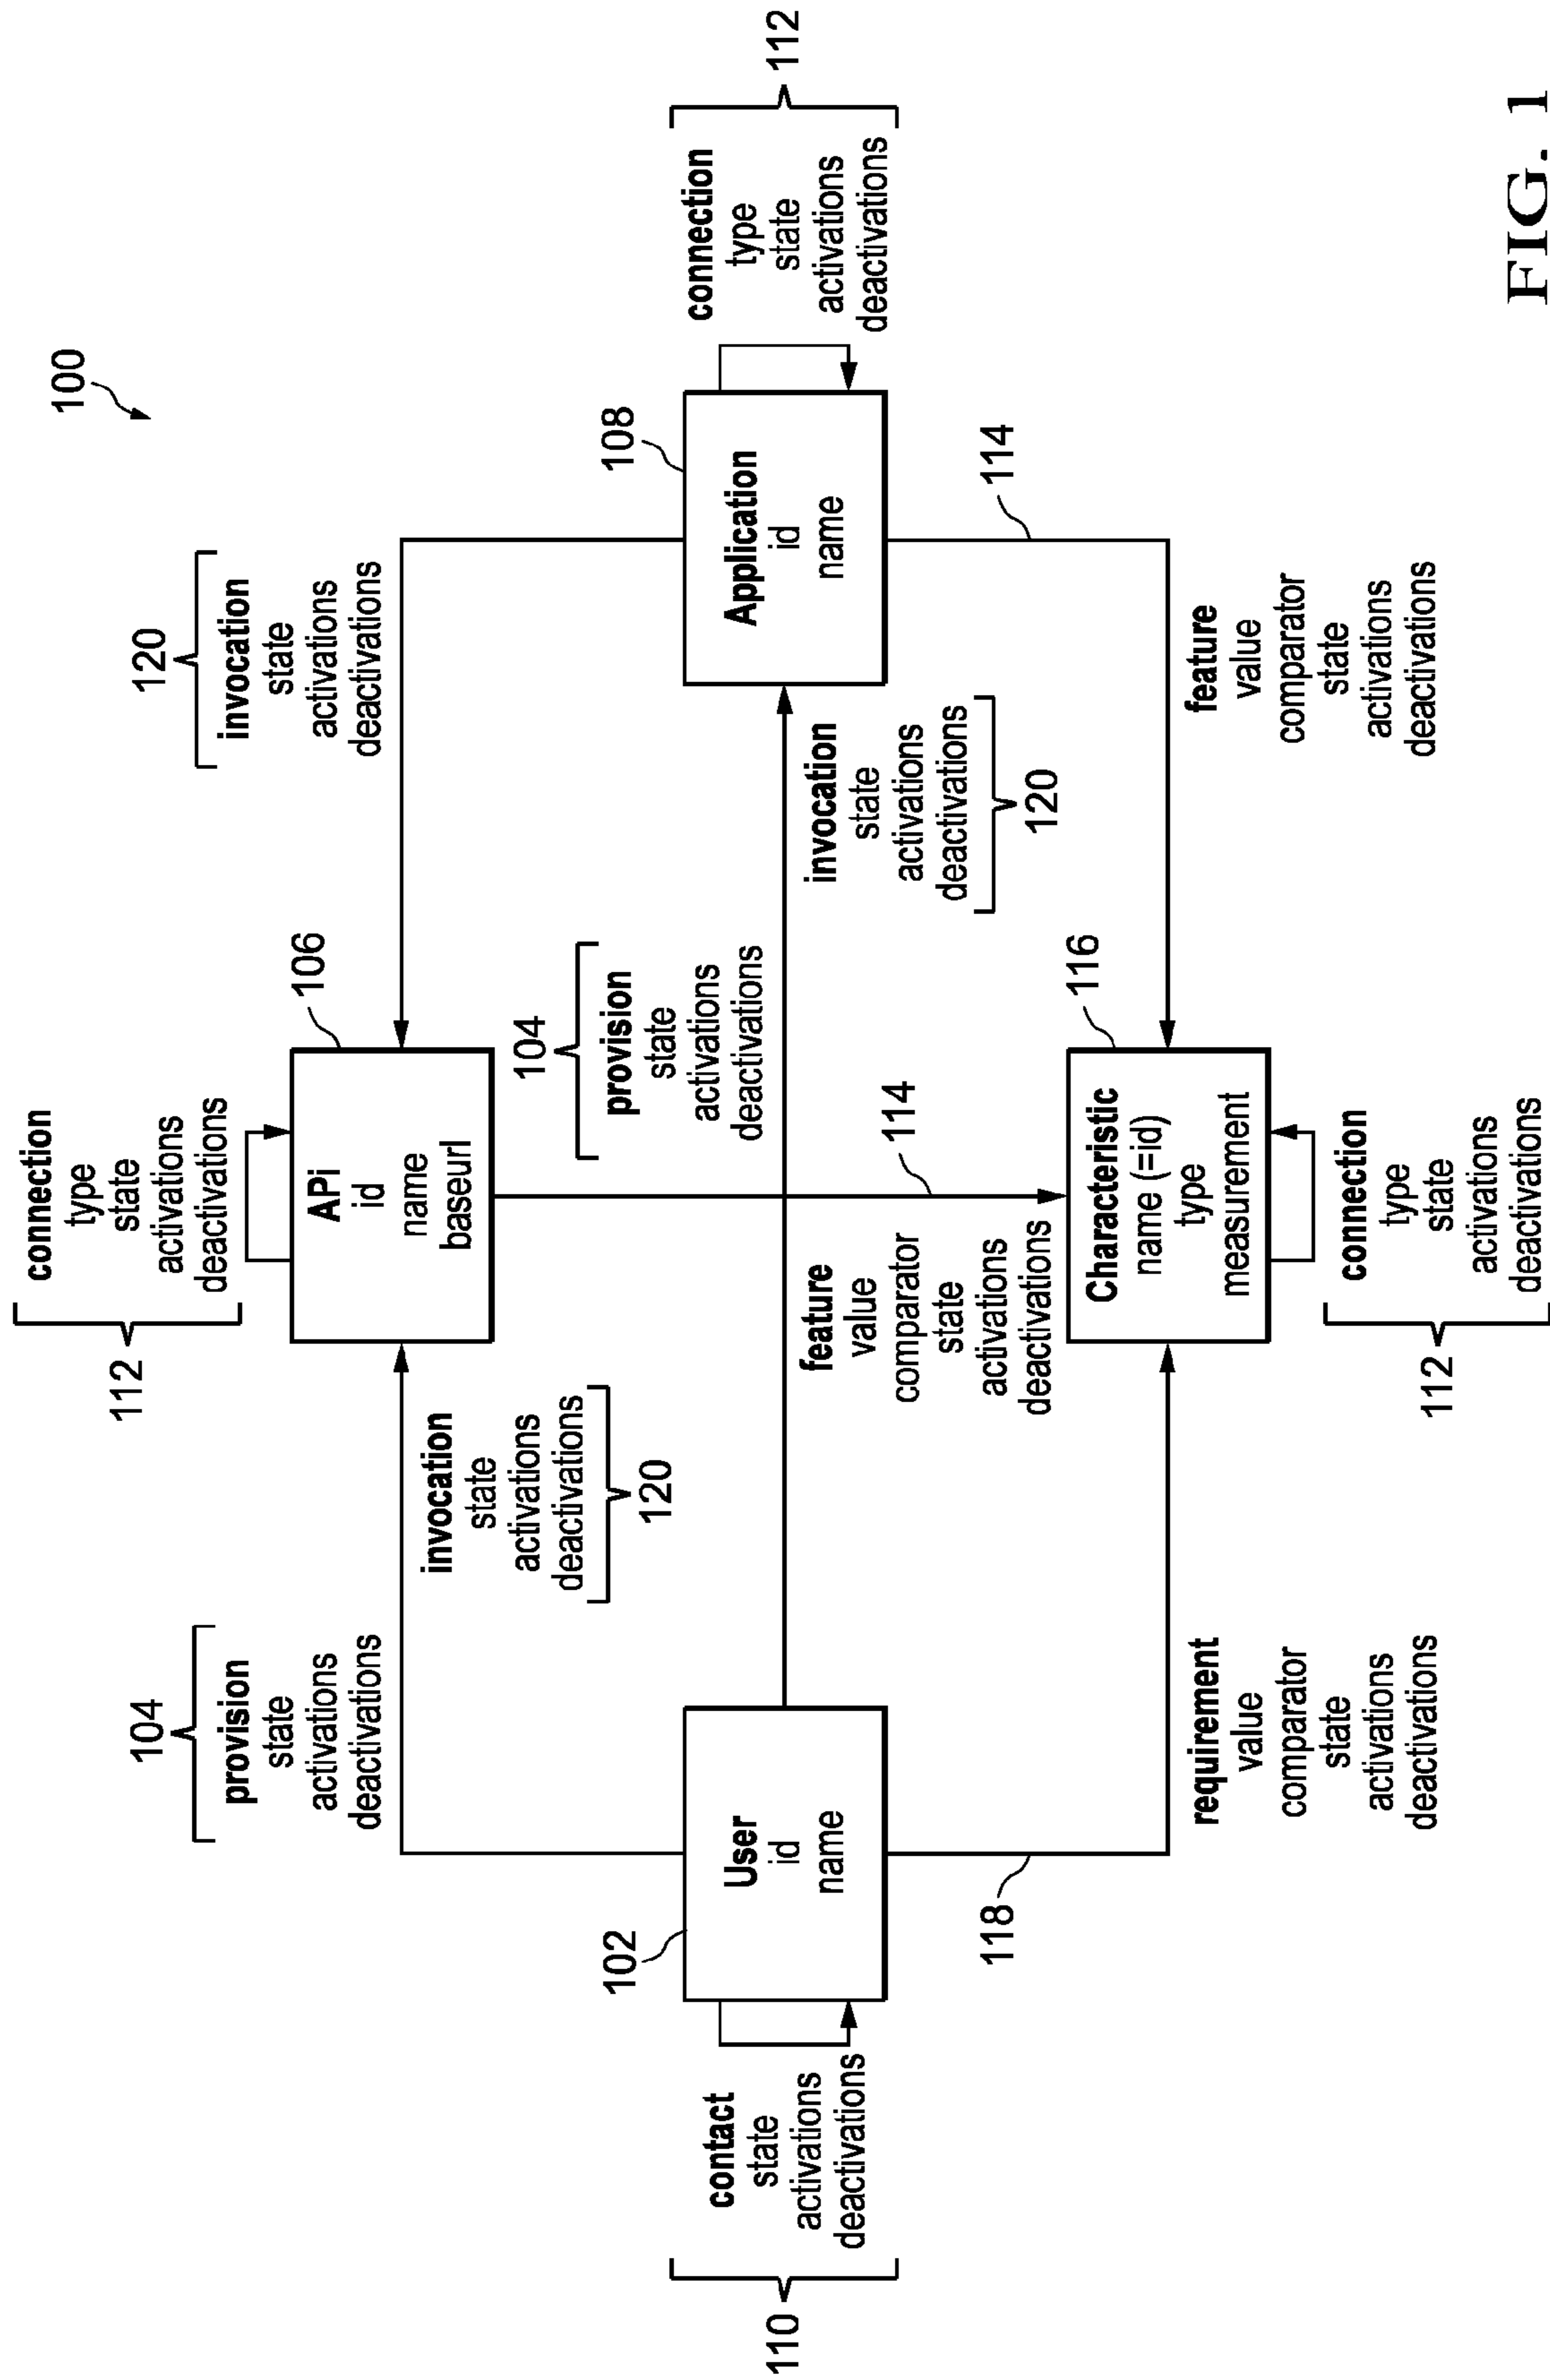 100
112
connection
type
state
activations
deactivations
104
provision
state
activations
deactivations
120
invocation
state
activations
deactivations
106
APi
id
name
baseurl
invocation
state
activations
deactivations
120
104
provision
state
activations
deactivations
110
contact
state
activations
deactivations
102
User
id
name
108
Application
id
name
connection
type
state
activations
deactivations
112
feature
value
comparator
state
activations
deactivations
114
invocation
state
activations
deactivations
120
118
requirement
value
comparator
state
activations
deactivations
116
Characteristic
name (=id)
type
measurement
114
feature
value
comparator
state
activations
deactivations
112
connection
type
state
activations
deactivations
FIG. 1